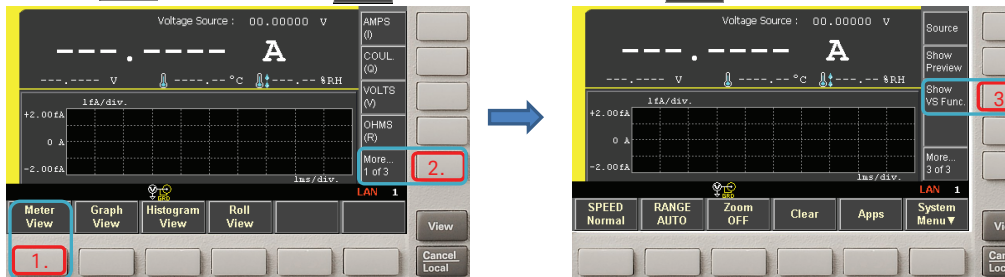 Voltage Source : 00.00000 V
---.---- A
---.---- V ----.-- °C ---.-- %RH
1fA/div.
+2.00fA
0 A
-2.00fA
1ms/div.
LAN 1
AMPS
(I)
COUL.
(Q)
VOLTS
(V)
OHMS
(R)
More...
1 of 3
2.
Meter
View
Graph
View
Histogram
View
Roll
View
View
1.
Cancel
Local
Voltage Source : 00.00000 V
---.---- A
---.---- V ----.-- °C ---.-- %RH
1fA/div.
+2.00fA
0 A
-2.00fA
1ms/div.
LAN 1
Source
Show
Preview
Show
VS Func.
3
More...
3 of 3
SPEED
Normal
RANGE
AUTO
Zoom
OFF
Clear
Apps
System
Menu▼